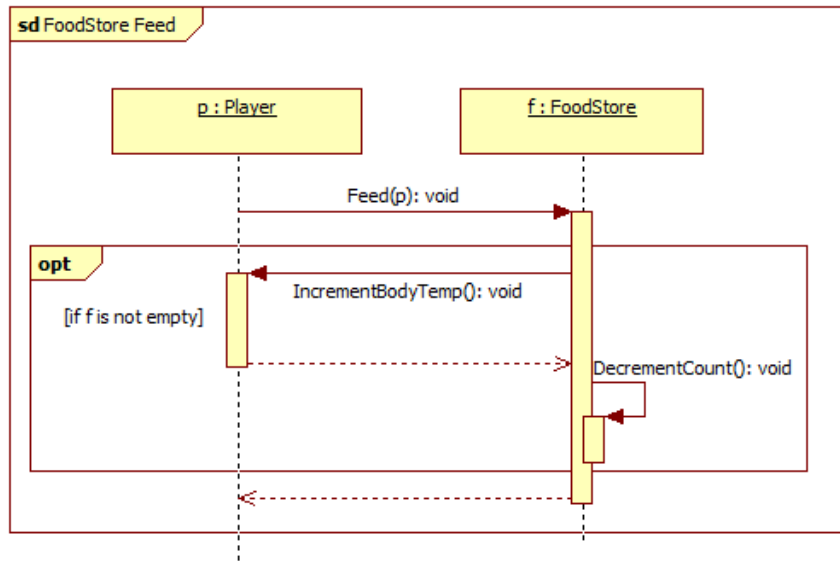 sd FoodStore Feed
p : Player
f : FoodStore
Feed(p): void
opt
IncrementBodyTemp(): void
[if f is not empty]
DecrementCount(): void